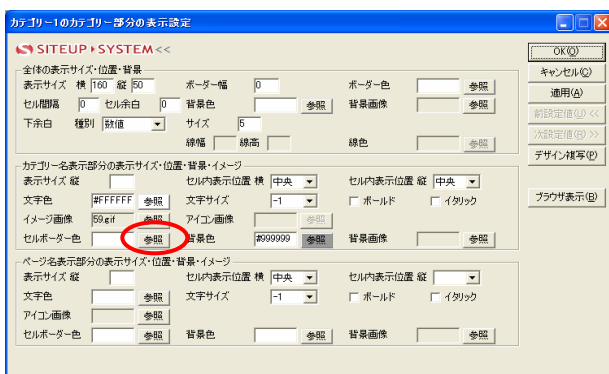 カテゴリー1のカテゴリー部分の表示設定
SITEUP SYSTEM<<
全体の表示サイズ・位置・背景
表示サイズ 横 160 縦 50 ボーダー幅 0 ボーダー色 参照
セル間隔 0 セル余白 0 背景色 参照 背景画像 参照
下余白 種別 数値 サイズ 5
線幅 線高 線色 参照
カテゴリー名表示部分の表示サイズ・位置・背景・イメージ
表示サイズ 縦 セル内表示位置 横 中央 セル内表示位置 縦 中央
文字色 #FFFFFF 参照 文字サイズ -1 ボールド イタリック
イメージ画像 59.gif 参照 アイコン画像 参照
セルボーダー色 参照 背景色 #999999 参照 背景画像 参照
ページ名表示部分の表示サイズ・位置・背景・イメージ
表示サイズ 縦 セル内表示位置 横 中央 セル内表示位置 縦
文字色 参照 文字サイズ -1 ボールド イタリック
アイコン画像 参照
セルボーダー色 参照 背景色 参照 背景画像 参照
OK(O)
キャンセル(C)
適用(A)
前設定値(U) <<
次設定値(R) >>
デザイン複写(P)
ブラウザ表示(B)